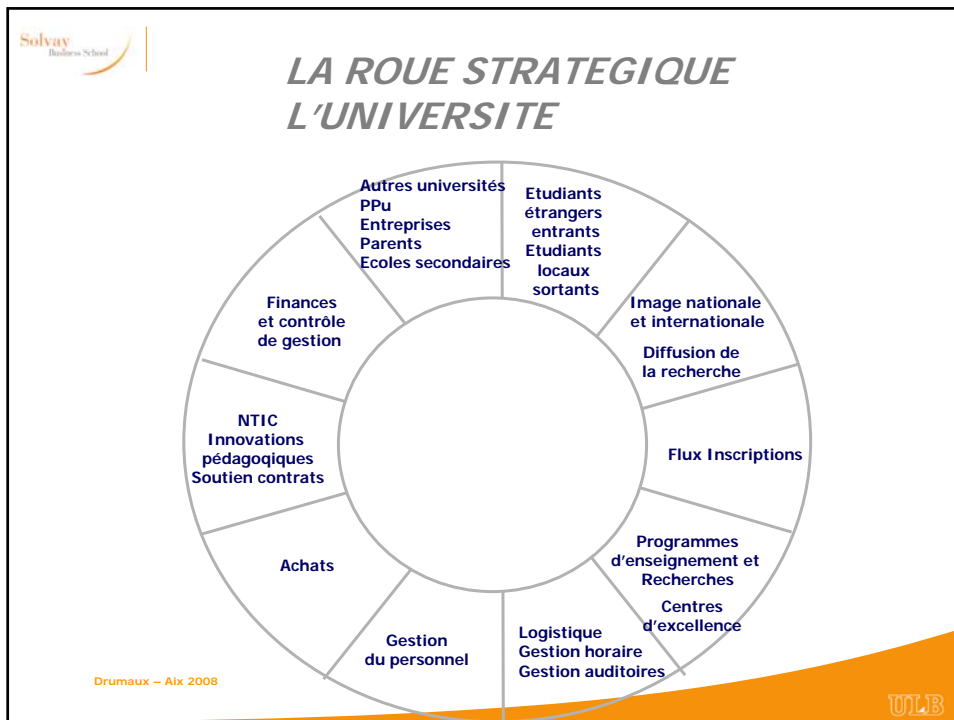 Solvay
Business School
LA ROUE STRATEGIQUE
L'UNIVERSITE
Autres universités
PPu
Entreprises
Parents
Ecoles secondaires
Etudiants
étrangers
entrants
Etudiants
locaux
sortants
Image nationale
et internationale
Diffusion de
la recherche
Flux Inscriptions
Programmes
d'enseignement et
Recherches
Centres
d'excellence
Logistique
Gestion horaire
Gestion auditoires
Gestion
du personnel
Achats
NTIC
Innovations
pédagoqiques
Soutien contrats
Finances
et contrôle
de gestion
Drumaux – Aix 2008
ULB